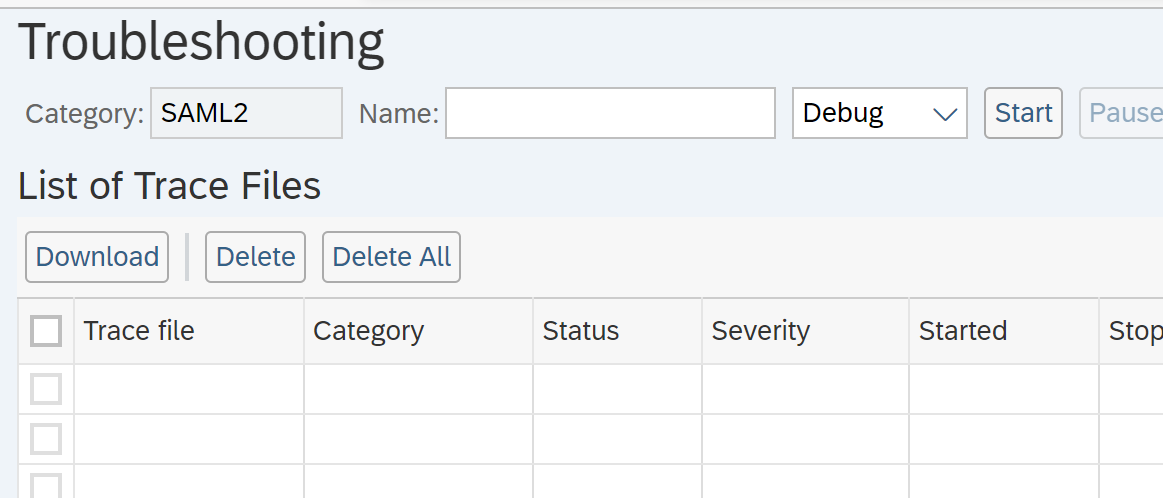 Troubleshooting
Category: SAML2 Name: Debug Start Pause
List of Trace Files
Download Delete Delete All
Trace file Category Status Severity Started Stop